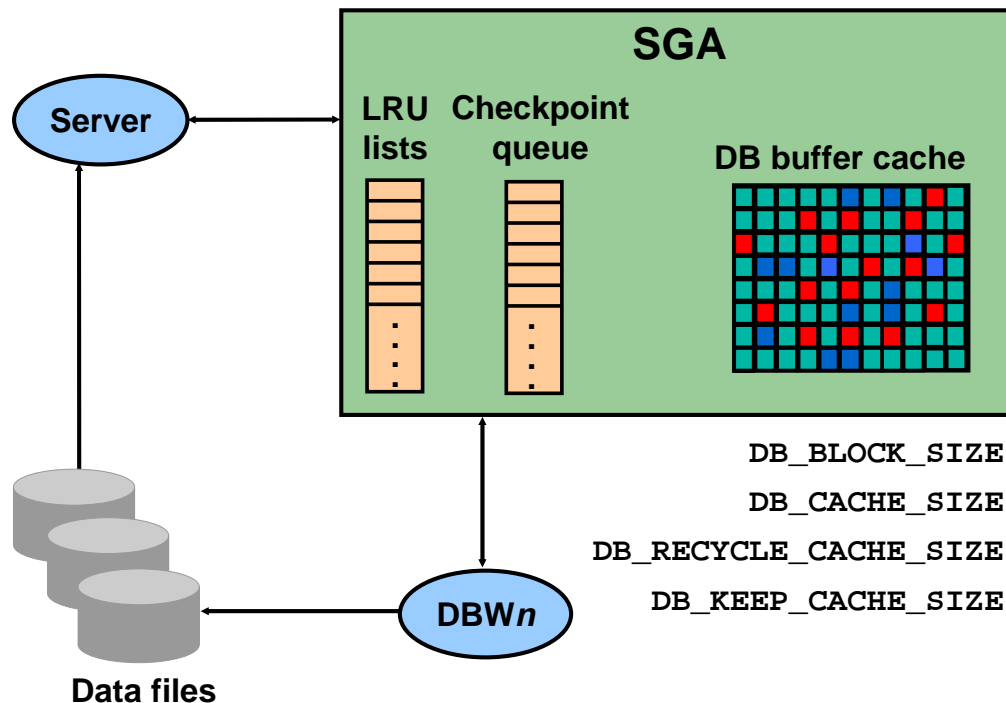 SGA
Server
LRU
lists
Checkpoint
queue
DB buffer cache
.
.
.
.
.
.
.
.
DB_BLOCK_SIZE
DB_CACHE_SIZE
DB_RECYCLE_CACHE_SIZE
DB_KEEP_CACHE_SIZE
DBWn
Data files